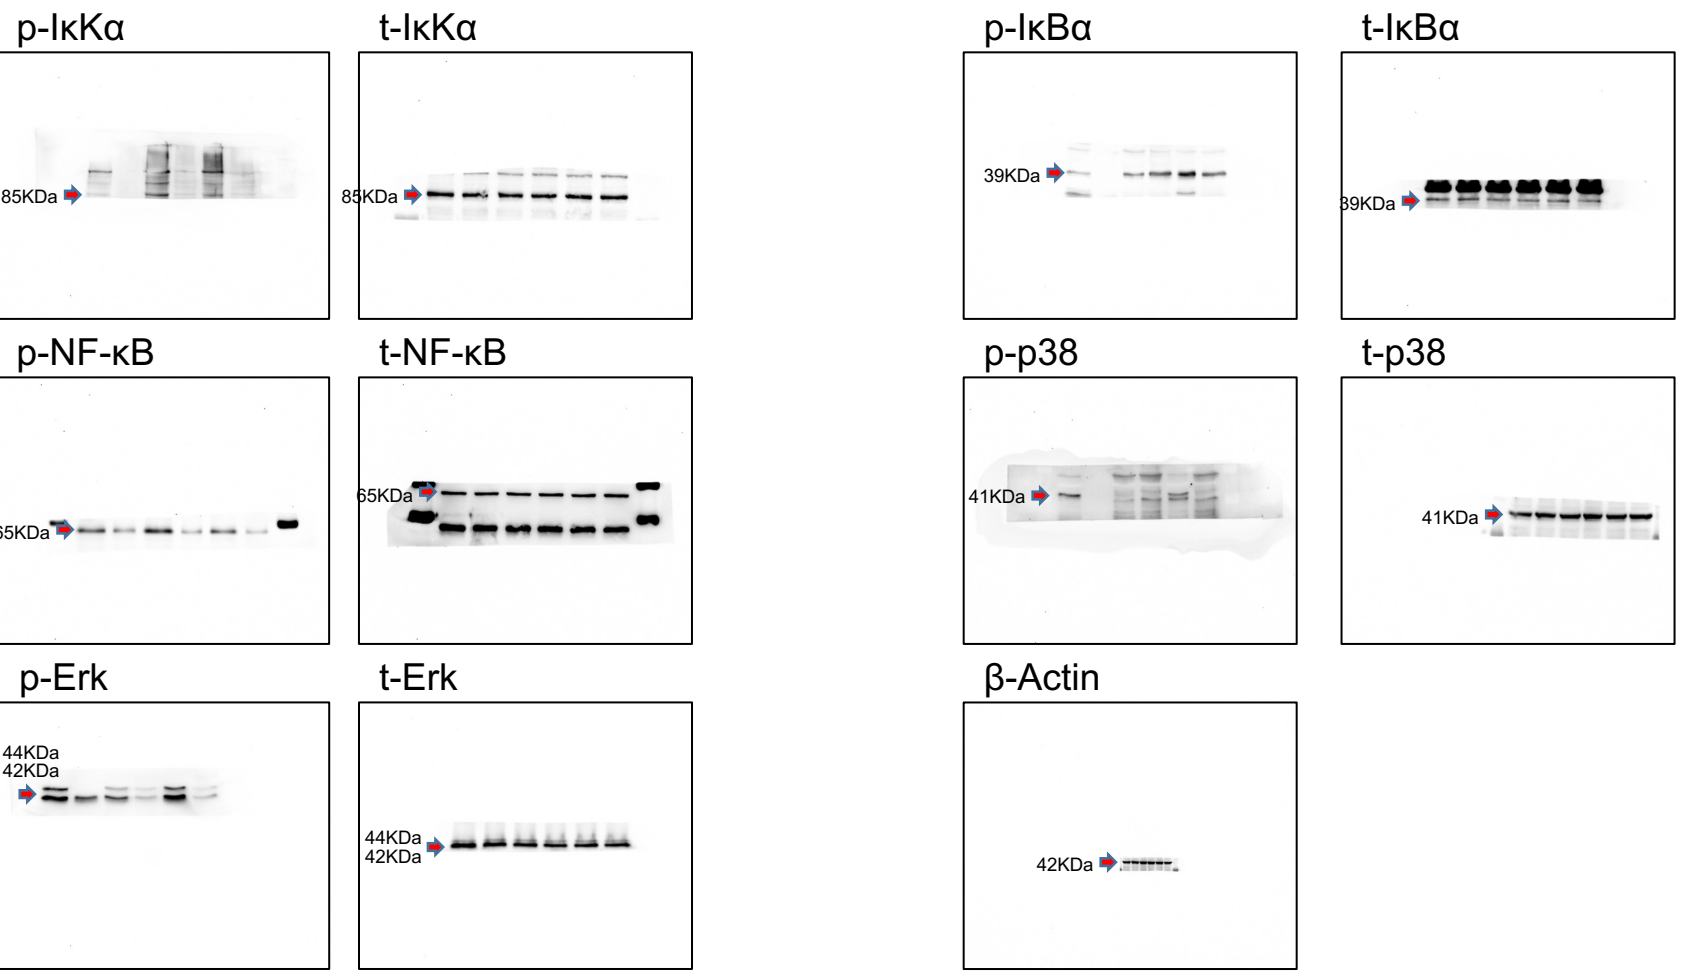 p-IκKα
t-IκKα
p-IκBα
t-IκBα
85KDa
85KDa
39KDa
39KDa
p-NF-κB
t-NF-κB
p-p38
t-p38
65KDa
65KDa
41KDa
41KDa
p-Erk
t-Erk
β-Actin
44KDa
42KDa
44KDa
42KDa
42KDa